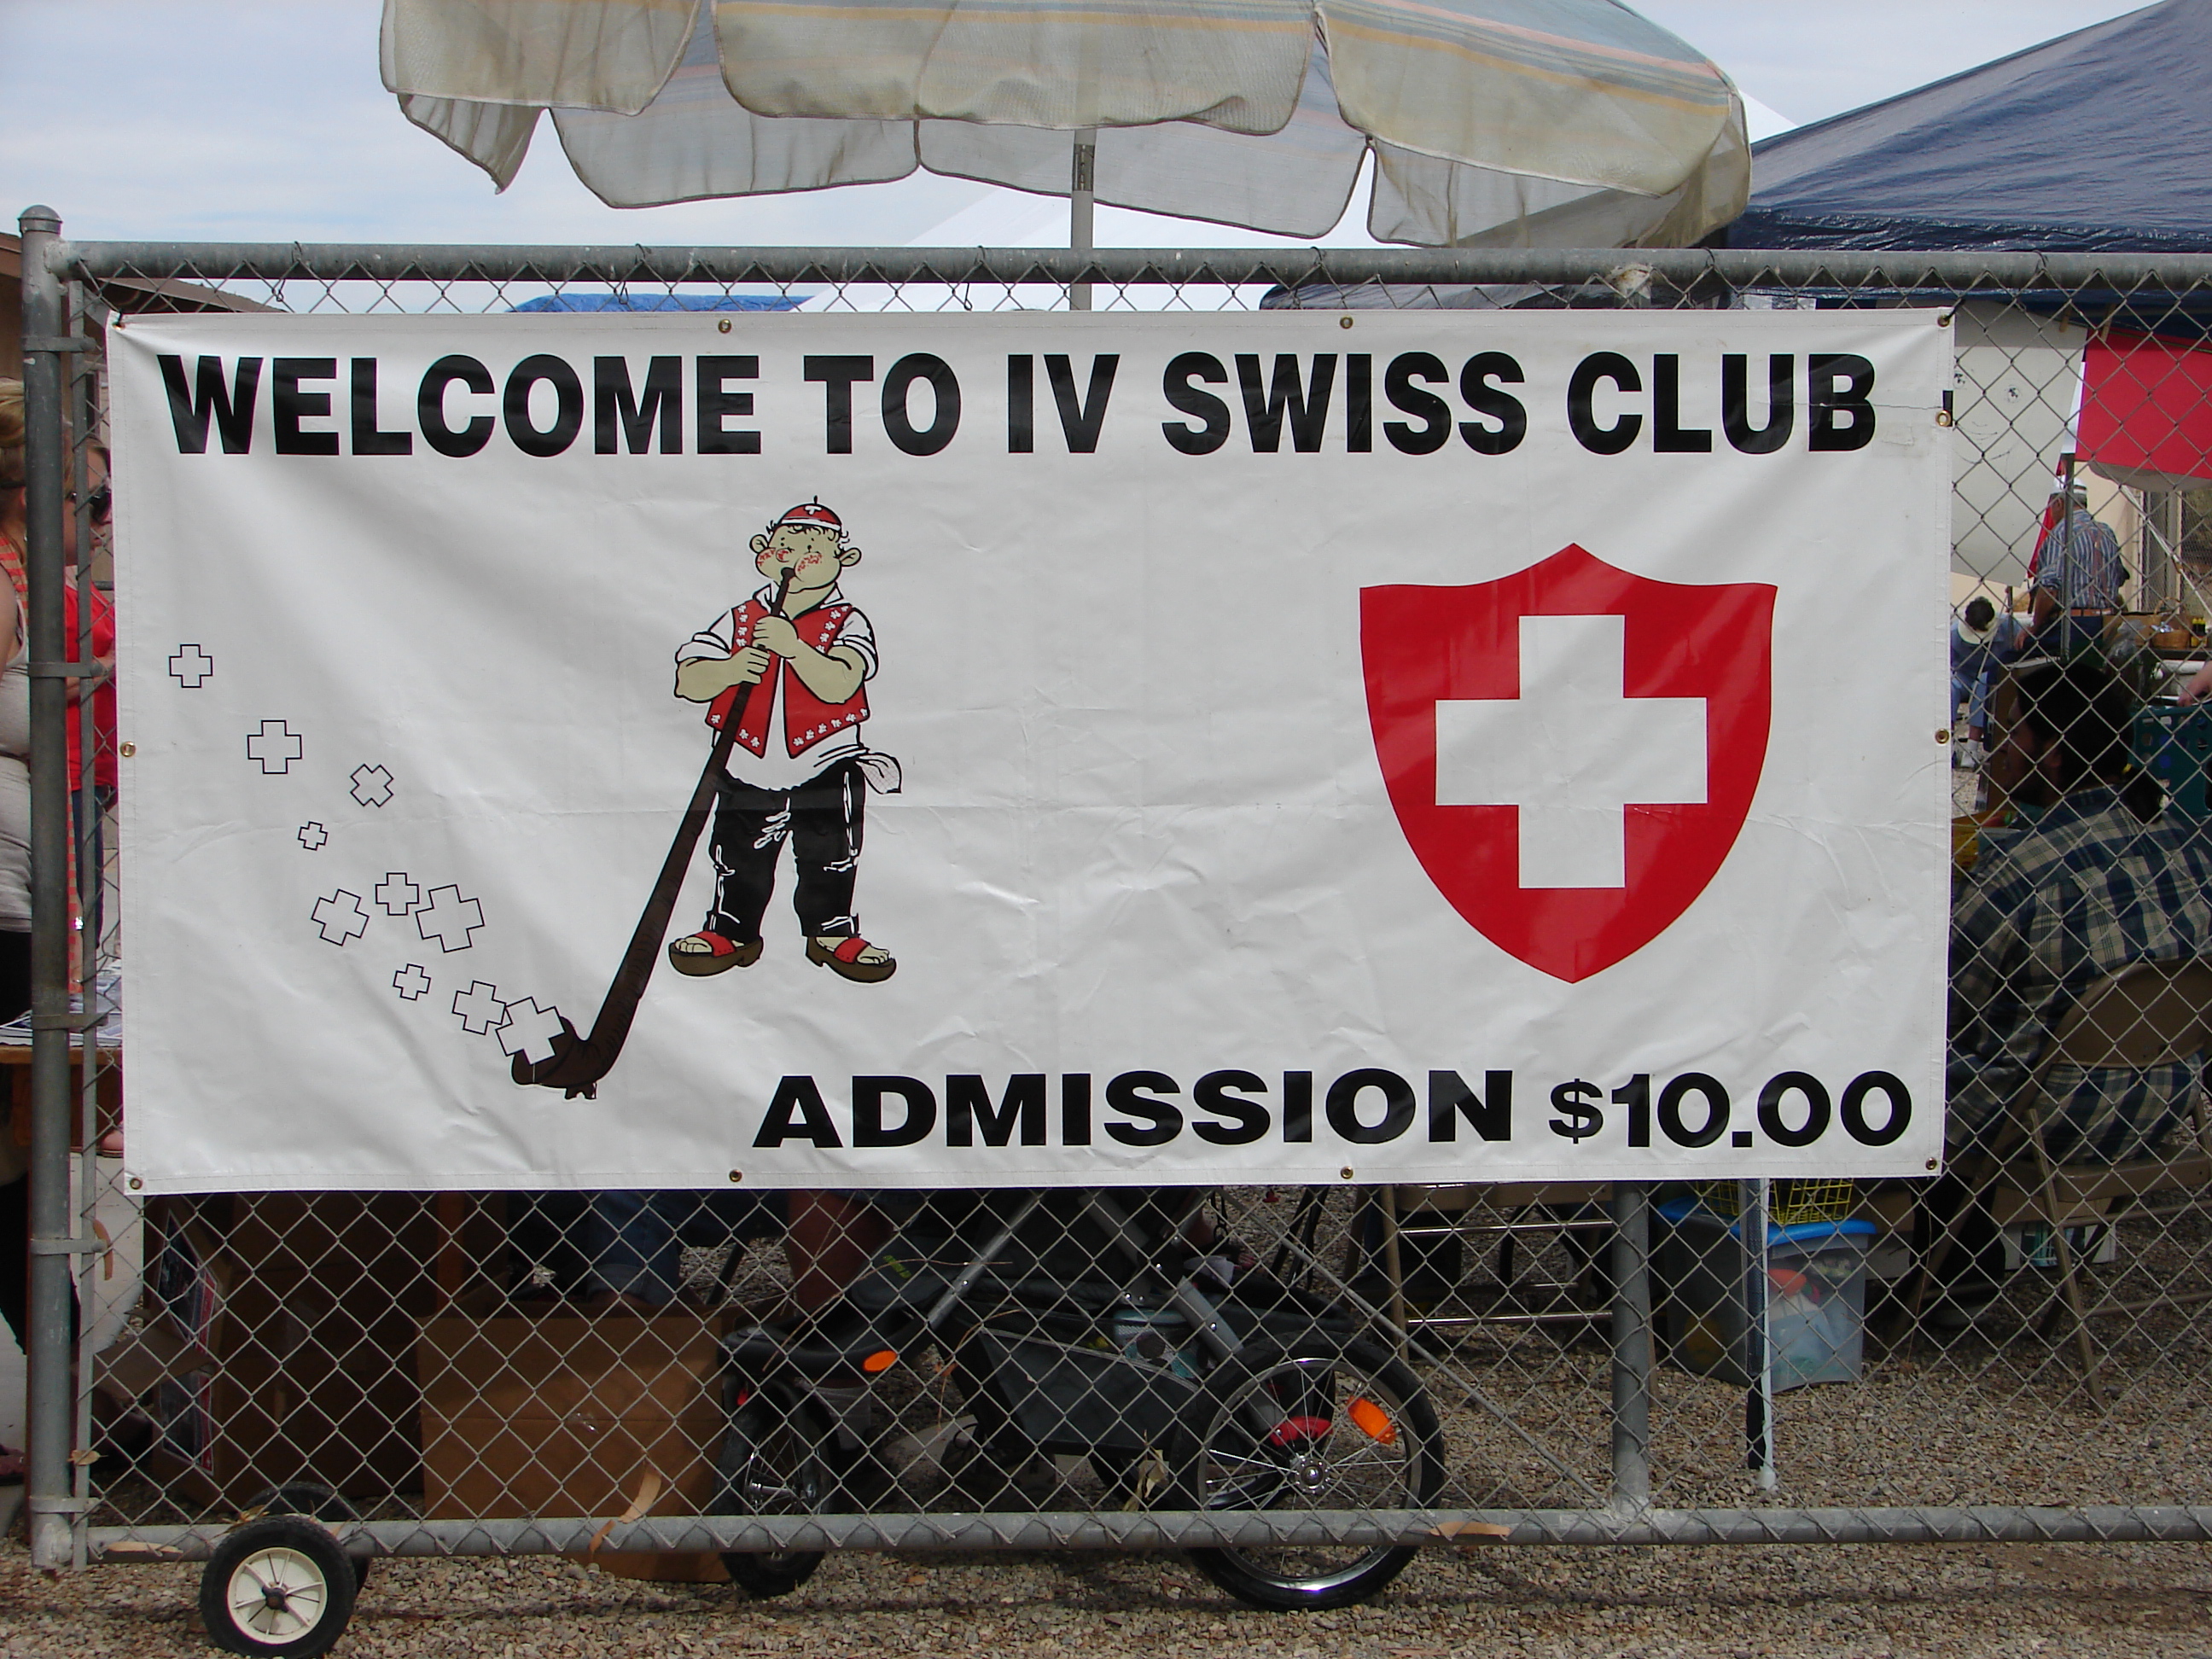 WELCOME TO IV SWISS CLUB
ADMISSION $10.00